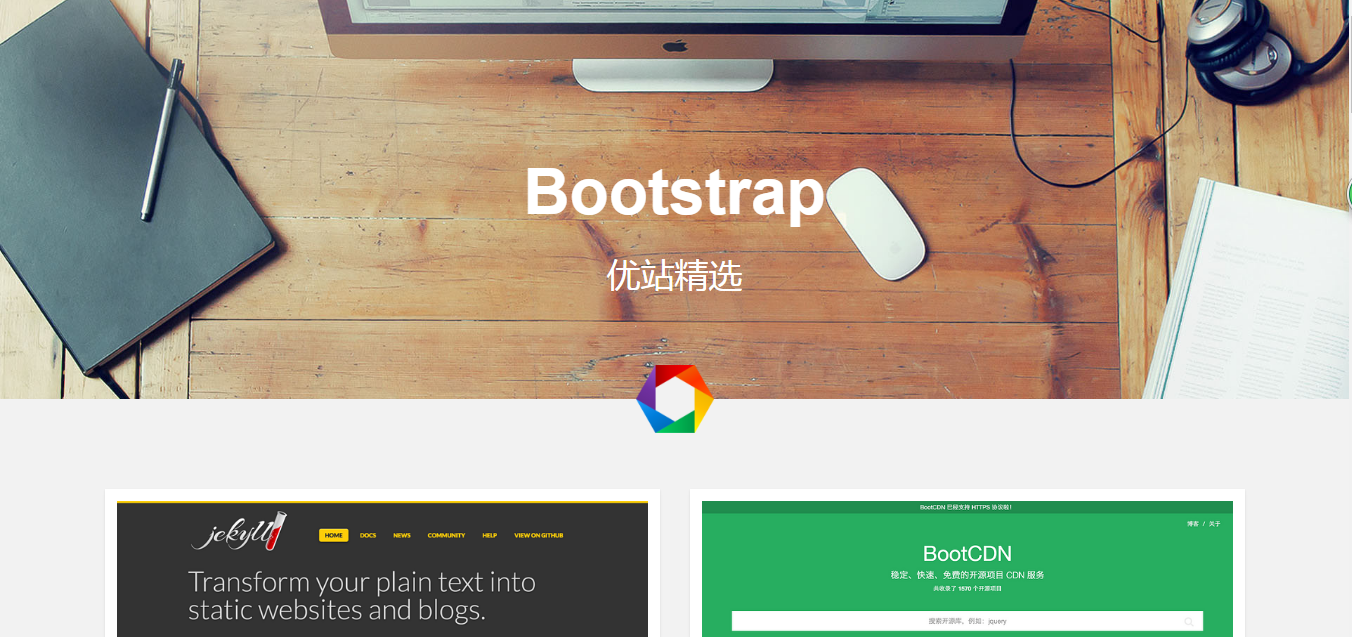 Bootstrap
优站精选
jekyll
HOME DOCS NEWS COMMUNITY HELP VIEW ON GITHUB
Transform your plain text into
static websites and blogs.
BootCDN 已经支持 HTTPS 协议啦！
博客 / 关于
BootCDN
稳定、快速、免费的开源项目 CDN 服务
共收录了 1570 个开源项目
搜索开源库，例如：jquery